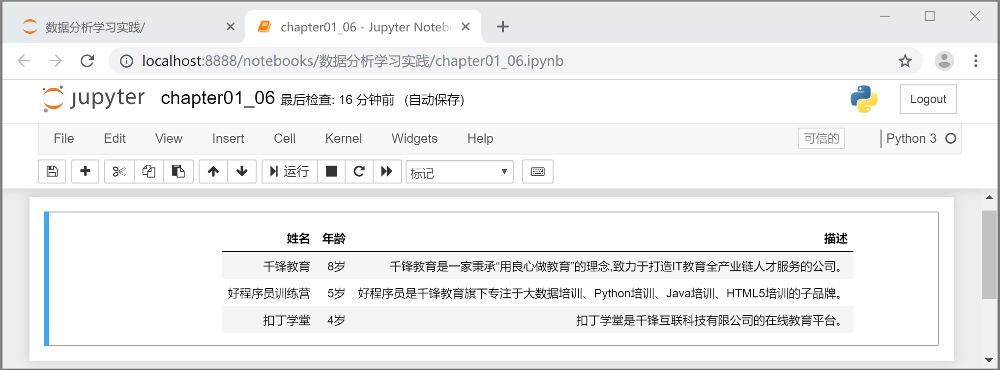 数据分析学习实践/
chapter01_06 - Jupyter Notebo
localhost:8888/notebooks/数据分析学习实践/chapter01_06.ipynb
jupyter chapter01_06 最后检查: 16 分钟前 (自动保存)
Logout
File Edit View Insert Cell Kernel Widgets Help 可信的 Python 3
运行 标记
姓名 年龄 描述
千锋教育 8岁 千锋教育是一家秉承“用良心做教育”的理念,致力于打造IT教育全产业链人才服务的公司。
好程序员训练营 5岁 好程序员是千锋教育旗下专注于大数据培训、Python培训、Java培训、HTML5培训的子品牌。
扣丁学堂 4岁 扣丁学堂是千锋互联科技有限公司的在线教育平台。